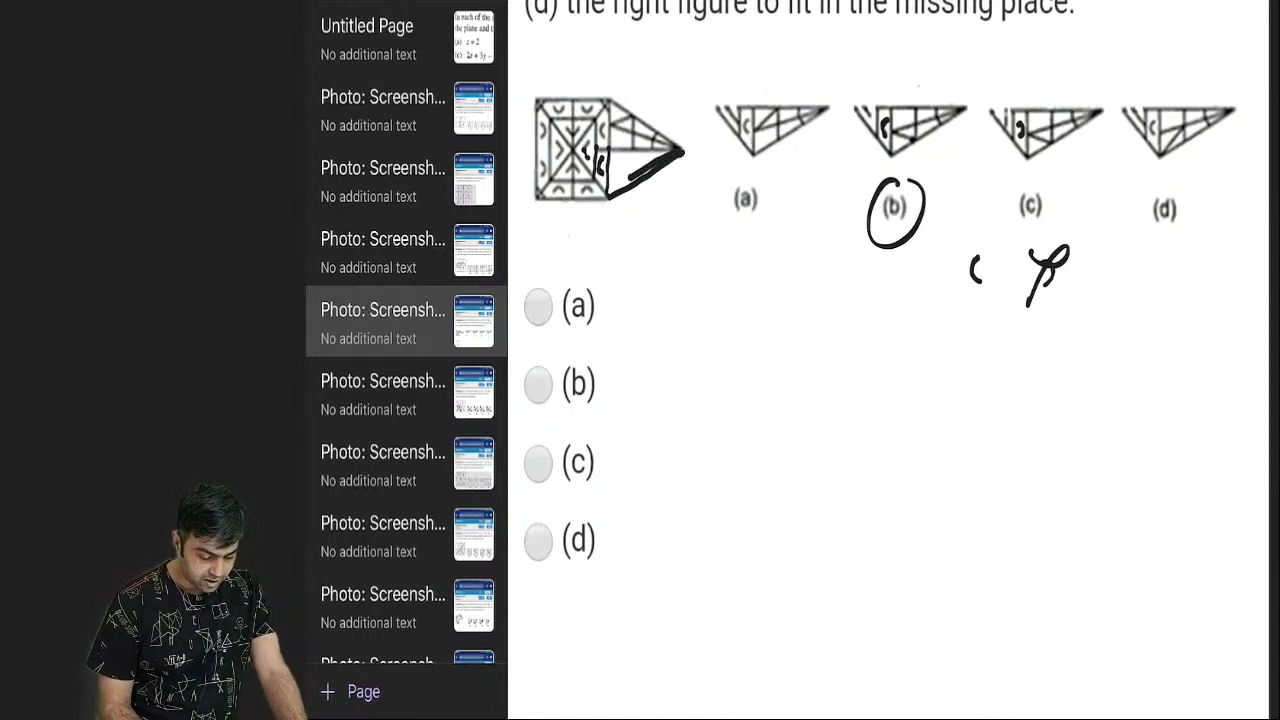 Untitled Page
No additional text
Photo: Screensh...
No additional text
Photo: Screensh...
No additional text
Photo: Screensh...
No additional text
Photo: Screensh...
No additional text
Photo: Screensh...
No additional text
Photo: Screensh...
No additional text
Photo: Screensh...
No additional text
Photo: Screensh...
No additional text
+ Page
(d) the right figure to fit in the missing place.
(a)
(b)
(c)
(d)
(a)
(b)
(c)
(d)